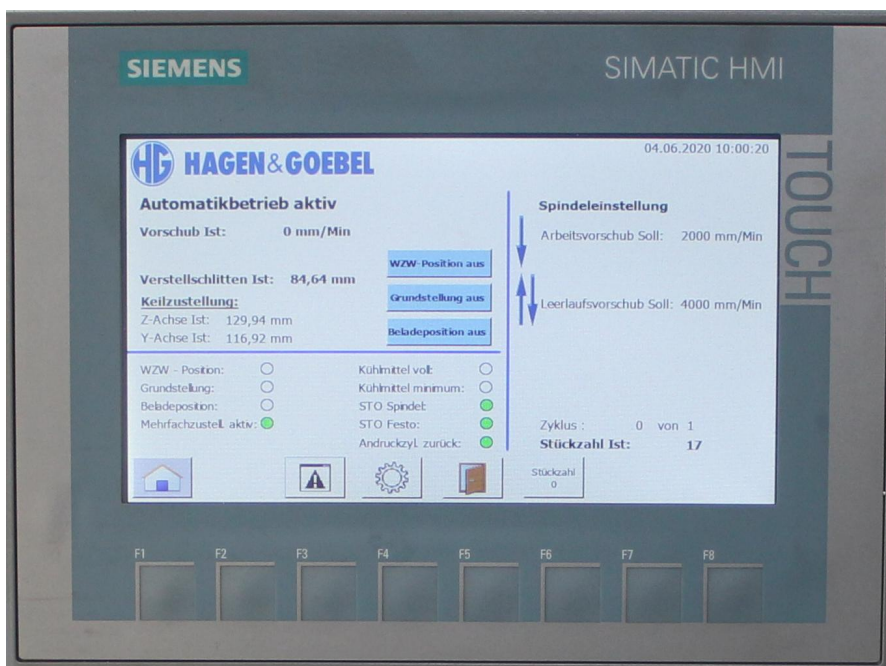 SIEMENS
SIMATIC HMI
TOUCH
HG HAGEN&GOEBEL
04.06.2020 10:00:20
Automatikbetrieb aktiv
Vorschub Ist: 0 mm/Min
WZW-Position aus
Verstellschlitten Ist: 84,64 mm
Grundstellung aus
Keilzustellung:
Z-Achse Ist: 129,94 mm
Y-Achse Ist: 116,92 mm
Beladeposition aus
Spindeleinstellung
Arbeitsvorschub Soll: 2000 mm/Min
Leerlaufsvorschub Soll: 4000 mm/Min
WZW - Position:
Grundstellung:
Beladeposition:
Mehrfachzustell. aktiv:
Kühlmittel voll:
Kühlmittel minimum:
STO Spindel:
STO Festo:
Andruckzyl. zurück:
Zyklus : 0 von 1
Stückzahl Ist: 17
A
Stückzahl
0
F1 F2 F3 F4 F5 F6 F7 F8